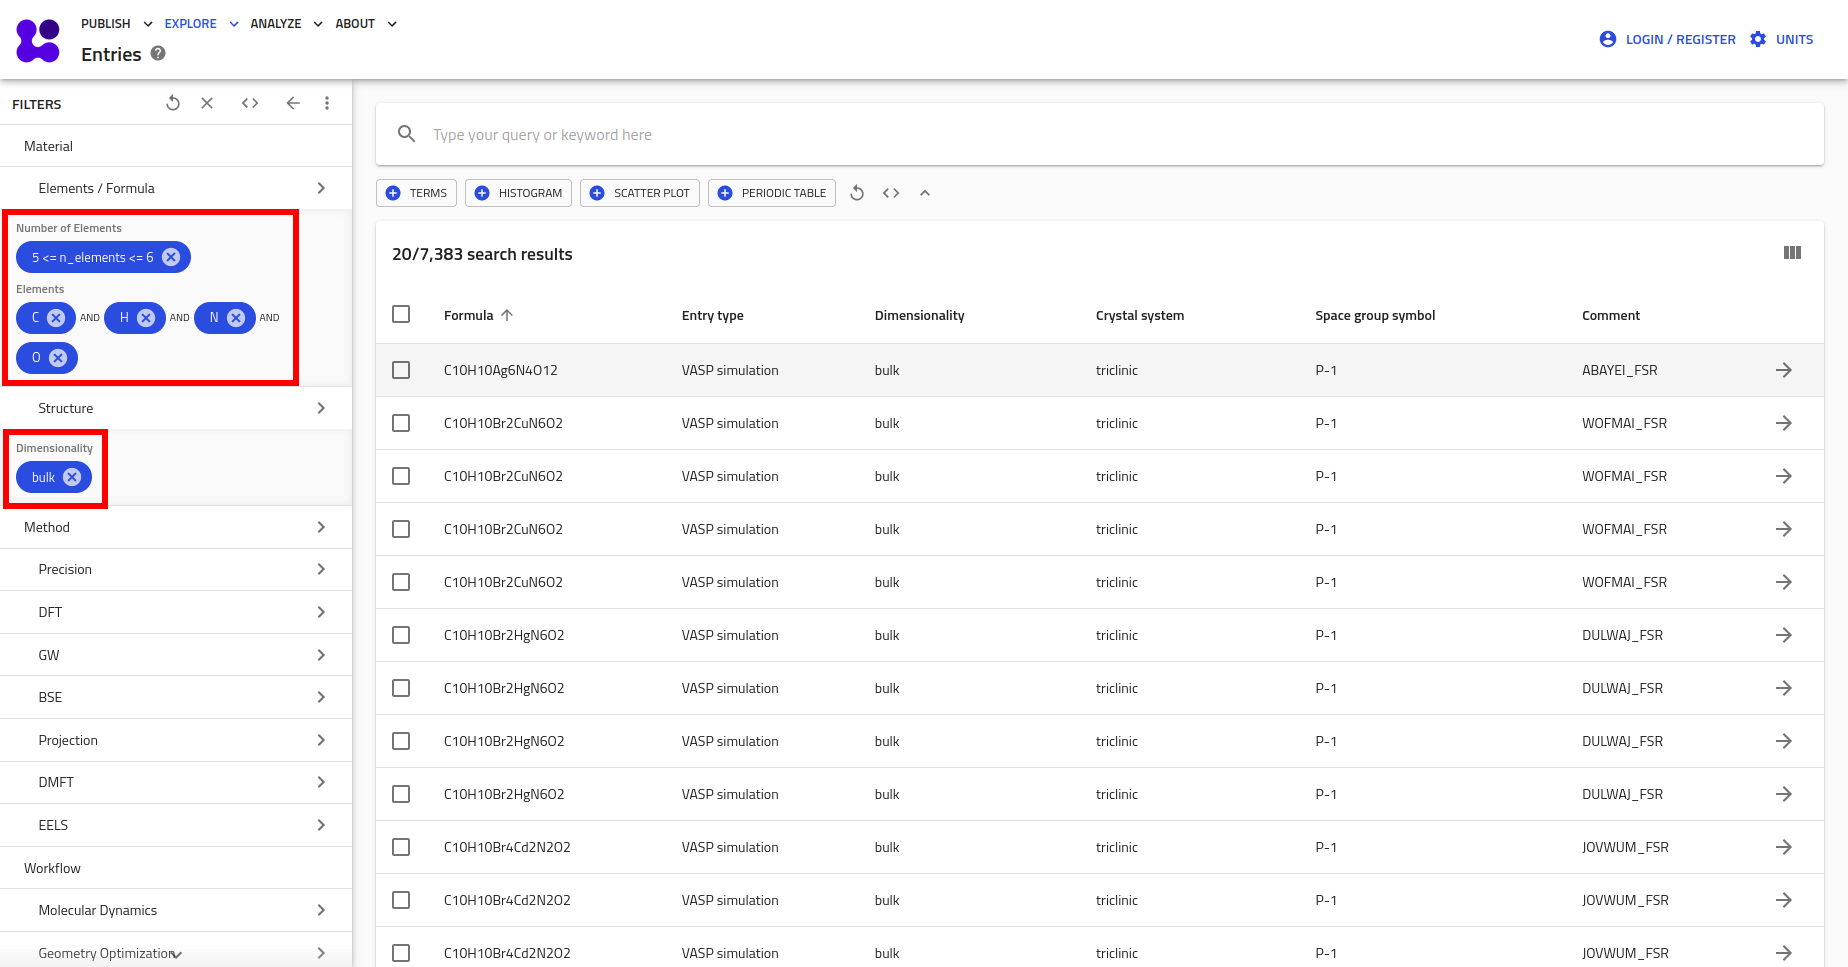 PUBLISH EXPLORE ANALYZE ABOUT
Entries ?
LOGIN / REGISTER UNITS
FILTERS
Material
Elements / Formula
Number of Elements
5 <= n_elements <= 6
Elements
C AND H AND N AND
O
Structure
Dimensionality
bulk
Method
Precision
DFT
GW
BSE
Projection
DMFT
EELS
Workflow
Molecular Dynamics
Geometry Optimization
Type your query or keyword here
TERMS HISTOGRAM SCATTER PLOT PERIODIC TABLE
20/7,383 search results
Formula Entry type Dimensionality Crystal system Space group symbol Comment
C10H10Ag6N4O12 VASP simulation bulk triclinic P-1 ABAYEI_FSR
C10H10Br2CuN6O2 VASP simulation bulk triclinic P-1 WOFMAI_FSR
C10H10Br2CuN6O2 VASP simulation bulk triclinic P-1 WOFMAI_FSR
C10H10Br2CuN6O2 VASP simulation bulk triclinic P-1 WOFMAI_FSR
C10H10Br2CuN6O2 VASP simulation bulk triclinic P-1 WOFMAI_FSR
C10H10Br2HgN6O2 VASP simulation bulk triclinic P-1 DULWAJ_FSR
C10H10Br2HgN6O2 VASP simulation bulk triclinic P-1 DULWAJ_FSR
C10H10Br2HgN6O2 VASP simulation bulk triclinic P-1 DULWAJ_FSR
C10H10Br2HgN6O2 VASP simulation bulk triclinic P-1 DULWAJ_FSR
C10H10Br4Cd2N2O2 VASP simulation bulk triclinic P-1 JOVWUM_FSR
C10H10Br4Cd2N2O2 VASP simulation bulk triclinic P-1 JOVWUM_FSR
C10H10Br4Cd2N2O2 VASP simulation bulk triclinic P-1 JOVWUM_FSR